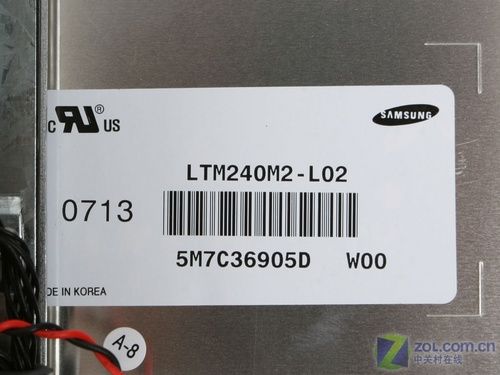 C UL® US
SAMSUNG
LTM240M2-L02
0713
5M7C36905D W00
DE IN KOREA
A-8
zol.com.cn
中关村在线